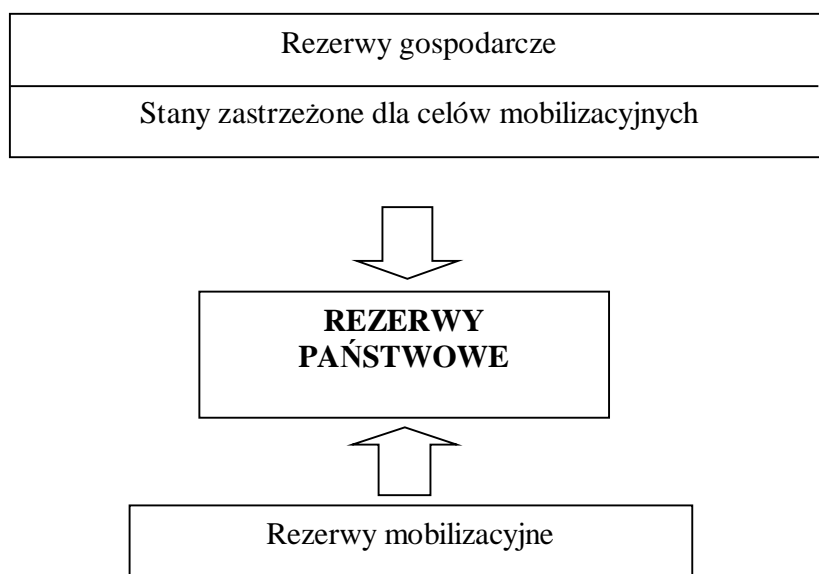 Rezerwy gospodarcze
Stany zastrzeżone dla celów mobilizacyjnych
REZERWY
PAŃSTWOWE
Rezerwy mobilizacyjne